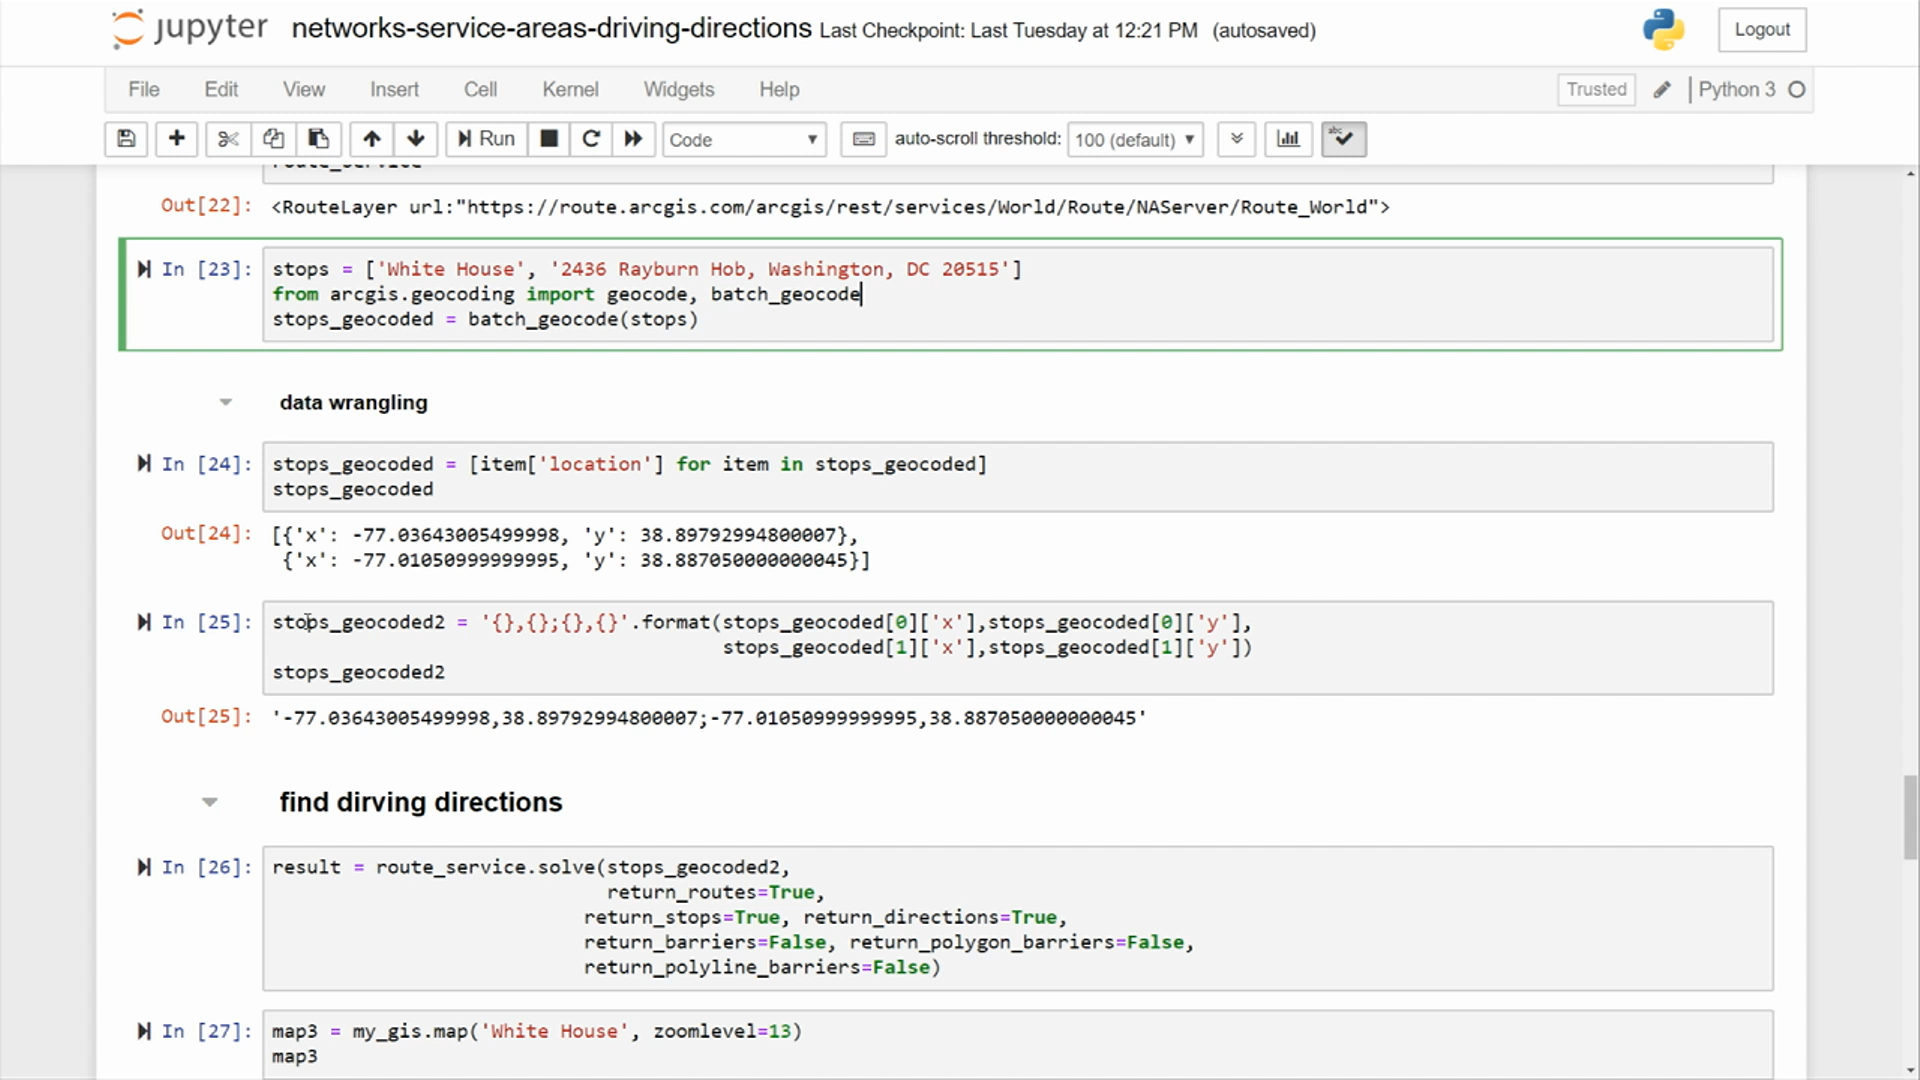 jupyter networks-service-areas-driving-directions Last Checkpoint: Last Tuesday at 12:21 PM (autosaved) Logout
File Edit View Insert Cell Kernel Widgets Help Trusted Python 3
Run Code auto-scroll threshold: 100 (default) abc
route_service
Out[22]: <RouteLayer url:"https://route.arcgis.com/arcgis/rest/services/World/Route/NAServer/Route_World">
In [23]: stops = ['White House', '2436 Rayburn Hob, Washington, DC 20515']
from arcgis.geocoding import geocode, batch_geocode
stops_geocoded = batch_geocode(stops)
data wrangling
In [24]: stops_geocoded = [item['location'] for item in stops_geocoded]
stops_geocoded
Out[24]: [{'x': -77.03643005499998, 'y': 38.89792994800007},
{'x': -77.01050999999995, 'y': 38.887050000000045}]
In [25]: stops_geocoded2 = '{},{};{},{}'.format(stops_geocoded[0]['x'],stops_geocoded[0]['y'],
stops_geocoded[1]['x'],stops_geocoded[1]['y'])
stops_geocoded2
Out[25]: '-77.03643005499998,38.89792994800007;-77.01050999999995,38.887050000000045'
find dirving directions
In [26]: result = route_service.solve(stops_geocoded2,
return_routes=True,
return_stops=True, return_directions=True,
return_barriers=False, return_polygon_barriers=False,
return_polyline_barriers=False)
In [27]: map3 = my_gis.map('White House', zoomlevel=13)
map3